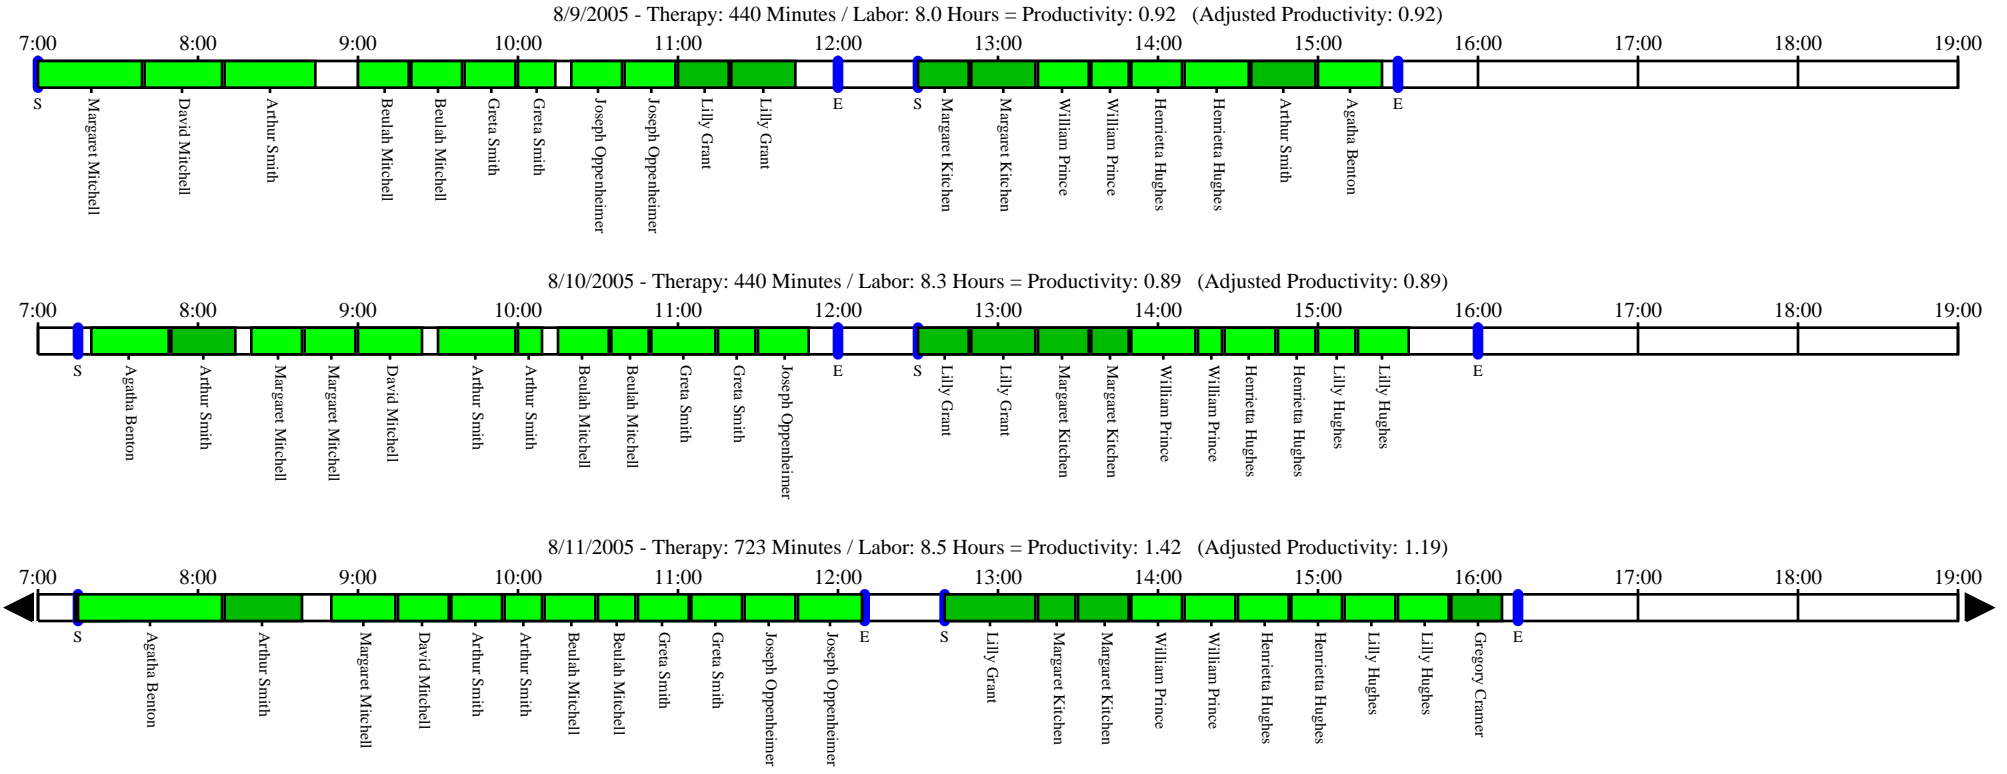 8/9/2005 - Therapy: 440 Minutes / Labor: 8.0 Hours = Productivity: 0.92 (Adjusted Productivity: 0.92)
7:00 8:00 9:00 10:00 11:00 12:00 13:00 14:00 15:00 16:00 17:00 18:00 19:00
S E S E
Margaret Mitchell
David Mitchell
Arthur Smith
Beulah Mitchell
Beulah Mitchell
Greta Smith
Greta Smith
Joseph Oppenheimer
Joseph Oppenheimer
Lilly Grant
Lilly Grant
Margaret Kitchen
Margaret Kitchen
William Prince
William Prince
Henrietta Hughes
Henrietta Hughes
Arthur Smith
Agatha Benton
8/10/2005 - Therapy: 440 Minutes / Labor: 8.3 Hours = Productivity: 0.89 (Adjusted Productivity: 0.89)
7:00 8:00 9:00 10:00 11:00 12:00 13:00 14:00 15:00 16:00 17:00 18:00 19:00
S E S E
Agatha Benton
Arthur Smith
Margaret Mitchell
Margaret Mitchell
David Mitchell
Arthur Smith
Arthur Smith
Beulah Mitchell
Beulah Mitchell
Greta Smith
Greta Smith
Joseph Oppenheimer
Lilly Grant
Lilly Grant
Margaret Kitchen
Margaret Kitchen
William Prince
William Prince
Henrietta Hughes
Henrietta Hughes
Lilly Hughes
Lilly Hughes
8/11/2005 - Therapy: 723 Minutes / Labor: 8.5 Hours = Productivity: 1.42 (Adjusted Productivity: 1.19)
7:00 8:00 9:00 10:00 11:00 12:00 13:00 14:00 15:00 16:00 17:00 18:00 19:00
S E S E
Agatha Benton
Arthur Smith
Margaret Mitchell
David Mitchell
Arthur Smith
Arthur Smith
Beulah Mitchell
Beulah Mitchell
Greta Smith
Greta Smith
Joseph Oppenheimer
Joseph Oppenheimer
Lilly Grant
Margaret Kitchen
Margaret Kitchen
William Prince
William Prince
Henrietta Hughes
Henrietta Hughes
Lilly Hughes
Lilly Hughes
Gregory Cramer